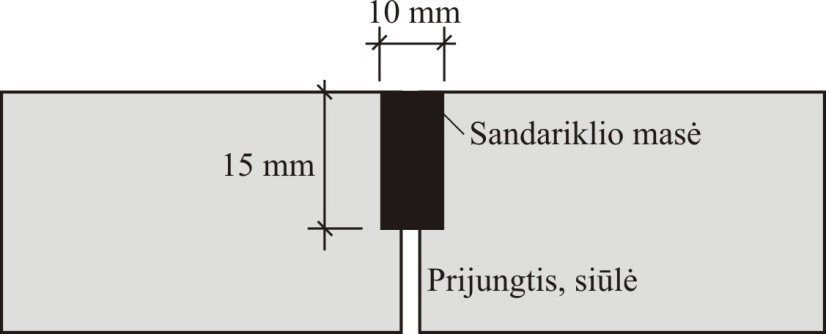 10 mm
Sandariklio masė
15 mm
Prijungtis, siūlė